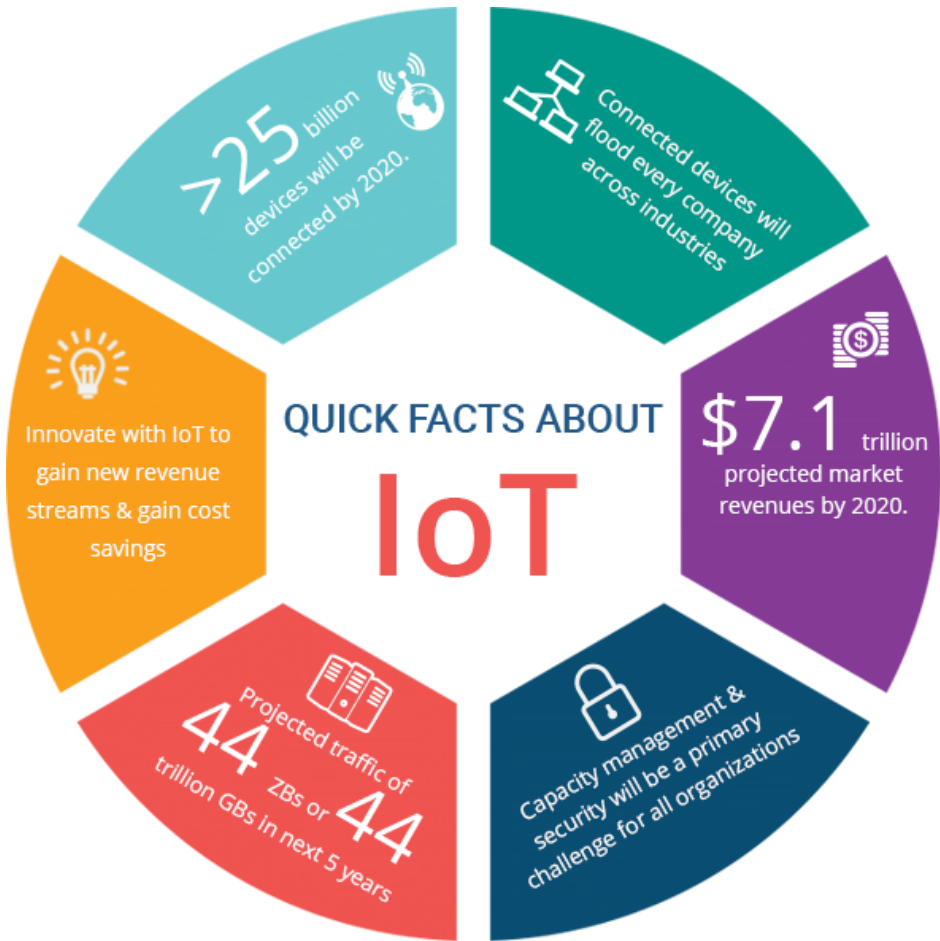 QUICK FACTS ABOUT
IoT
>25 billion
devices will be
connected by 2020.
Connected devices will
flood every company
across industries
$
$7.1 trillion
projected market
revenues by 2020.
Capacity management &
security will be a primary
challenge for all organizations
Projected traffic of
44 ZBs or 44
trillion GBs in next 5 years
Innovate with IoT to
gain new revenue
streams & gain cost
savings